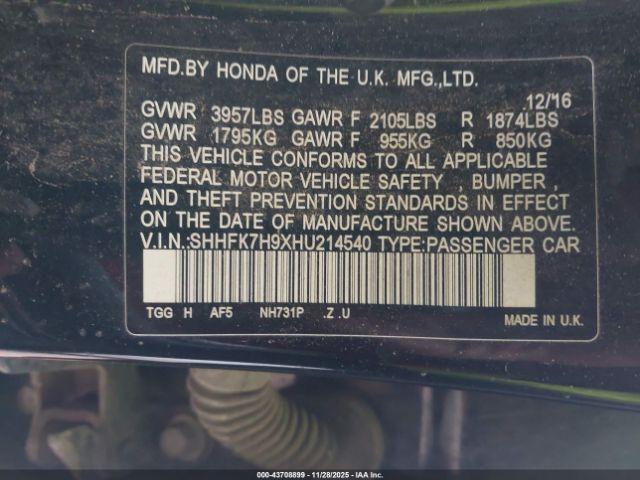 MFD.BY HONDA OF THE U.K. MFG.,LTD.
12/16
GVWR 3957LBS GAWR F 2105LBS R 1874LBS
GVWR 1795KG GAWR F 955KG R 850KG
THIS VEHICLE CONFORMS TO ALL APPLICABLE
FEDERAL MOTOR VEHICLE SAFETY , BUMPER ,
AND THEFT PREVENTION STANDARDS IN EFFECT
ON THE DATE OF MANUFACTURE SHOWN ABOVE.
V.I.N.:SHHFK7H9XHU214540 TYPE:PASSENGER CAR
TGG H AF5 NH731P .Z .U
MADE IN U.K.
000-43708899 | 11/28/2025 | IAA Inc.